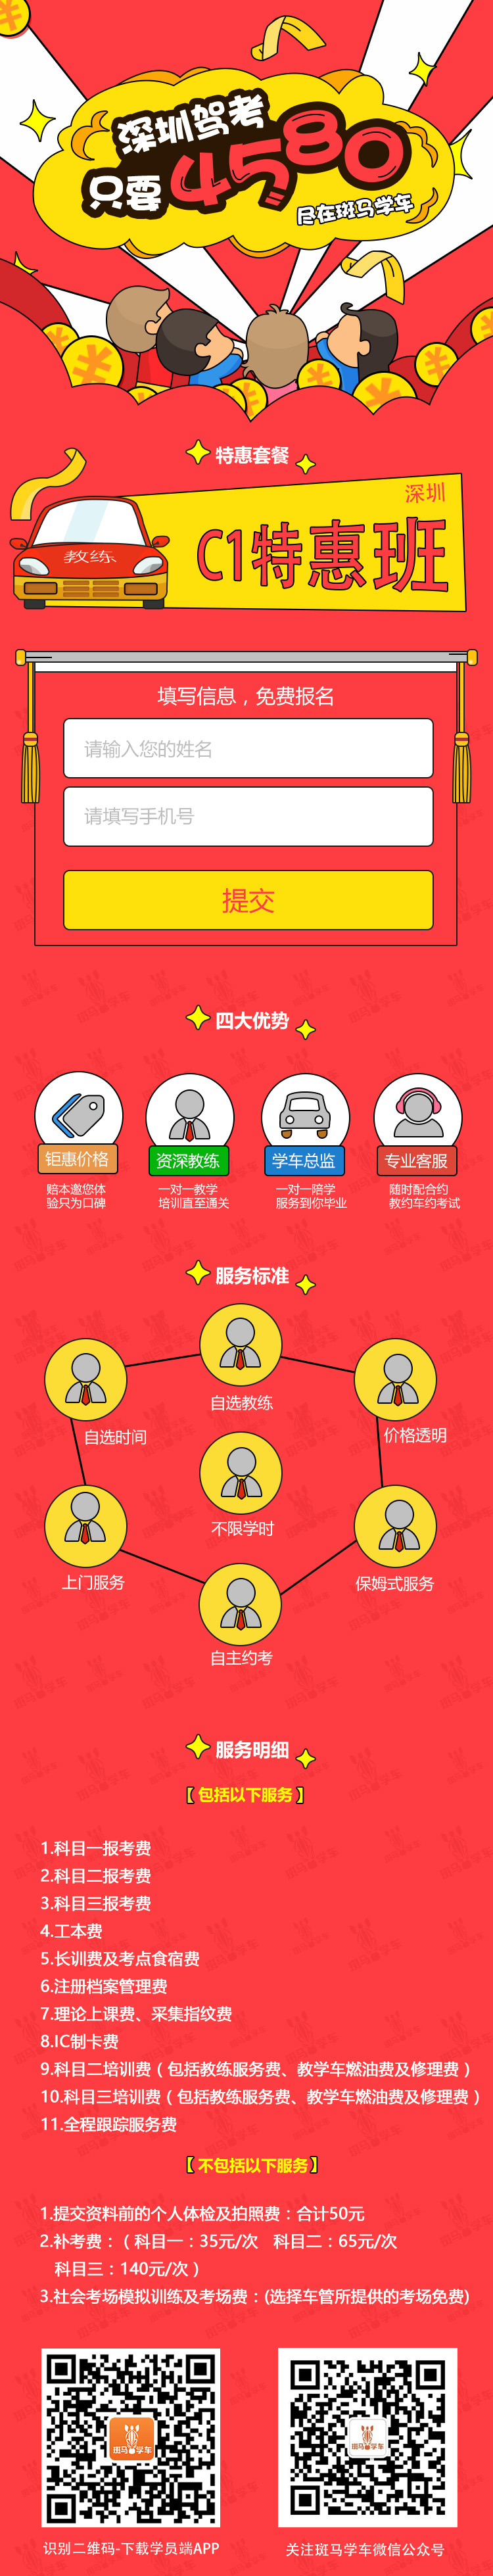 深圳驾考
只要4580
尽在斑马学车
特惠套餐
深圳
C1特惠班
教练
填写信息，免费报名
请输入您的姓名
请填写手机号
提交
四大优势
钜惠价格
资深教练
学车总监
专业客服
赔本邀您体
验只为口碑
一对一教学
培训直至通关
一对一陪学
服务到你毕业
随时配合约
教约车约考试
服务标准
自选教练
自选时间
价格透明
不限学时
上门服务
保姆式服务
自主约考
服务明细
【包括以下服务】
1.科目一报考费
2.科目二报考费
3.科目三报考费
4.工本费
5.长训费及考点食宿费
6.注册档案管理费
7.理论上课费、采集指纹费
8.IC制卡费
9.科目二培训费（包括教练服务费、教学车燃油费及修理费）
10.科目三培训费（包括教练服务费、教学车燃油费及修理费）
11.全程跟踪服务费
【不包括以下服务】
1.提交资料前的个人体检及拍照费：合计50元
2.补考费：（科目一：35元/次 科目二：65元/次
科目三：140元/次）
3.社会考场模拟训练及考场费：(选择车管所提供的考场免费)
斑马学车
斑马学车
识别二维码-下载学员端APP
关注斑马学车微信公众号